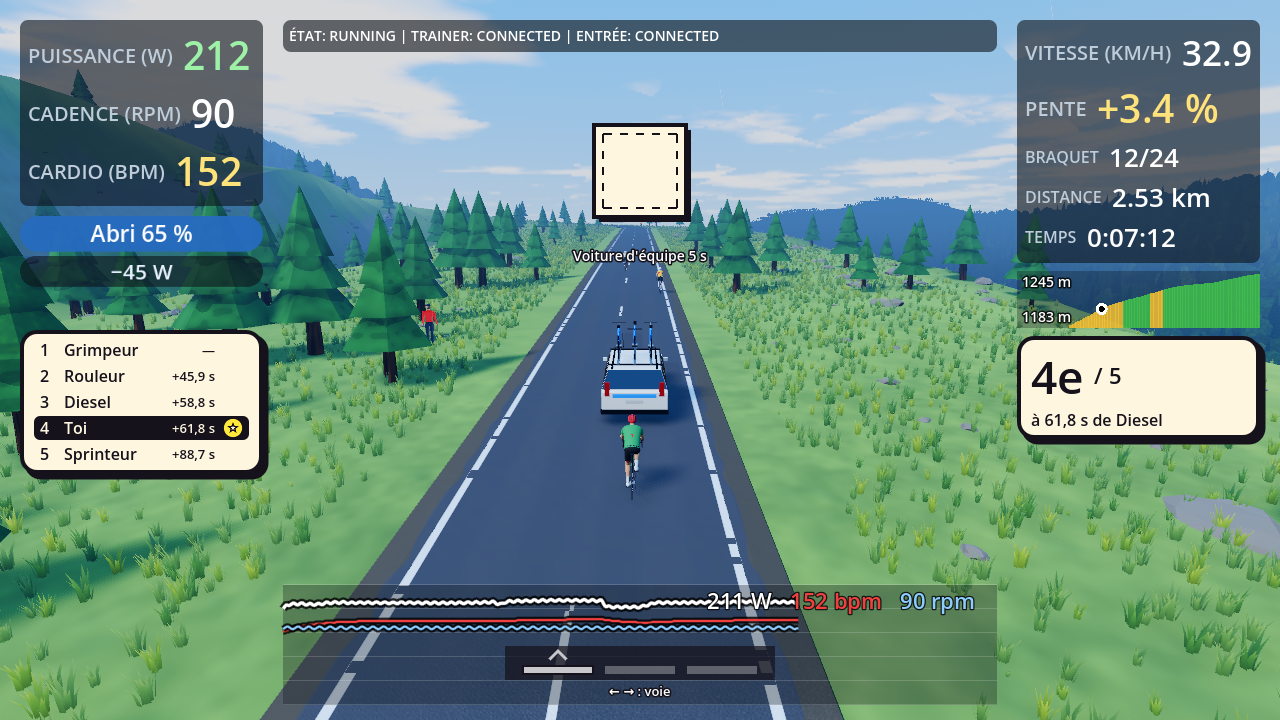 PUISSANCE (W) 212
CADENCE (RPM) 90
CARDIO (BPM) 152
Abri 65 %
−45 W
1 Grimpeur —
2 Rouleur +45,9 s
3 Diesel +58,8 s
4 Toi +61,8 s
5 Sprinteur +88,7 s
ÉTAT: RUNNING | TRAINER: CONNECTED | ENTRÉE: CONNECTED
Voiture d'équipe 5 s
VITESSE (KM/H) 32.9
PENTE +3.4 %
BRAQUET 12/24
DISTANCE 2.53 km
TEMPS 0:07:12
1245 m
1183 m
4e / 5
à 61,8 s de Diesel
211 W 152 bpm 90 rpm
← → : voie